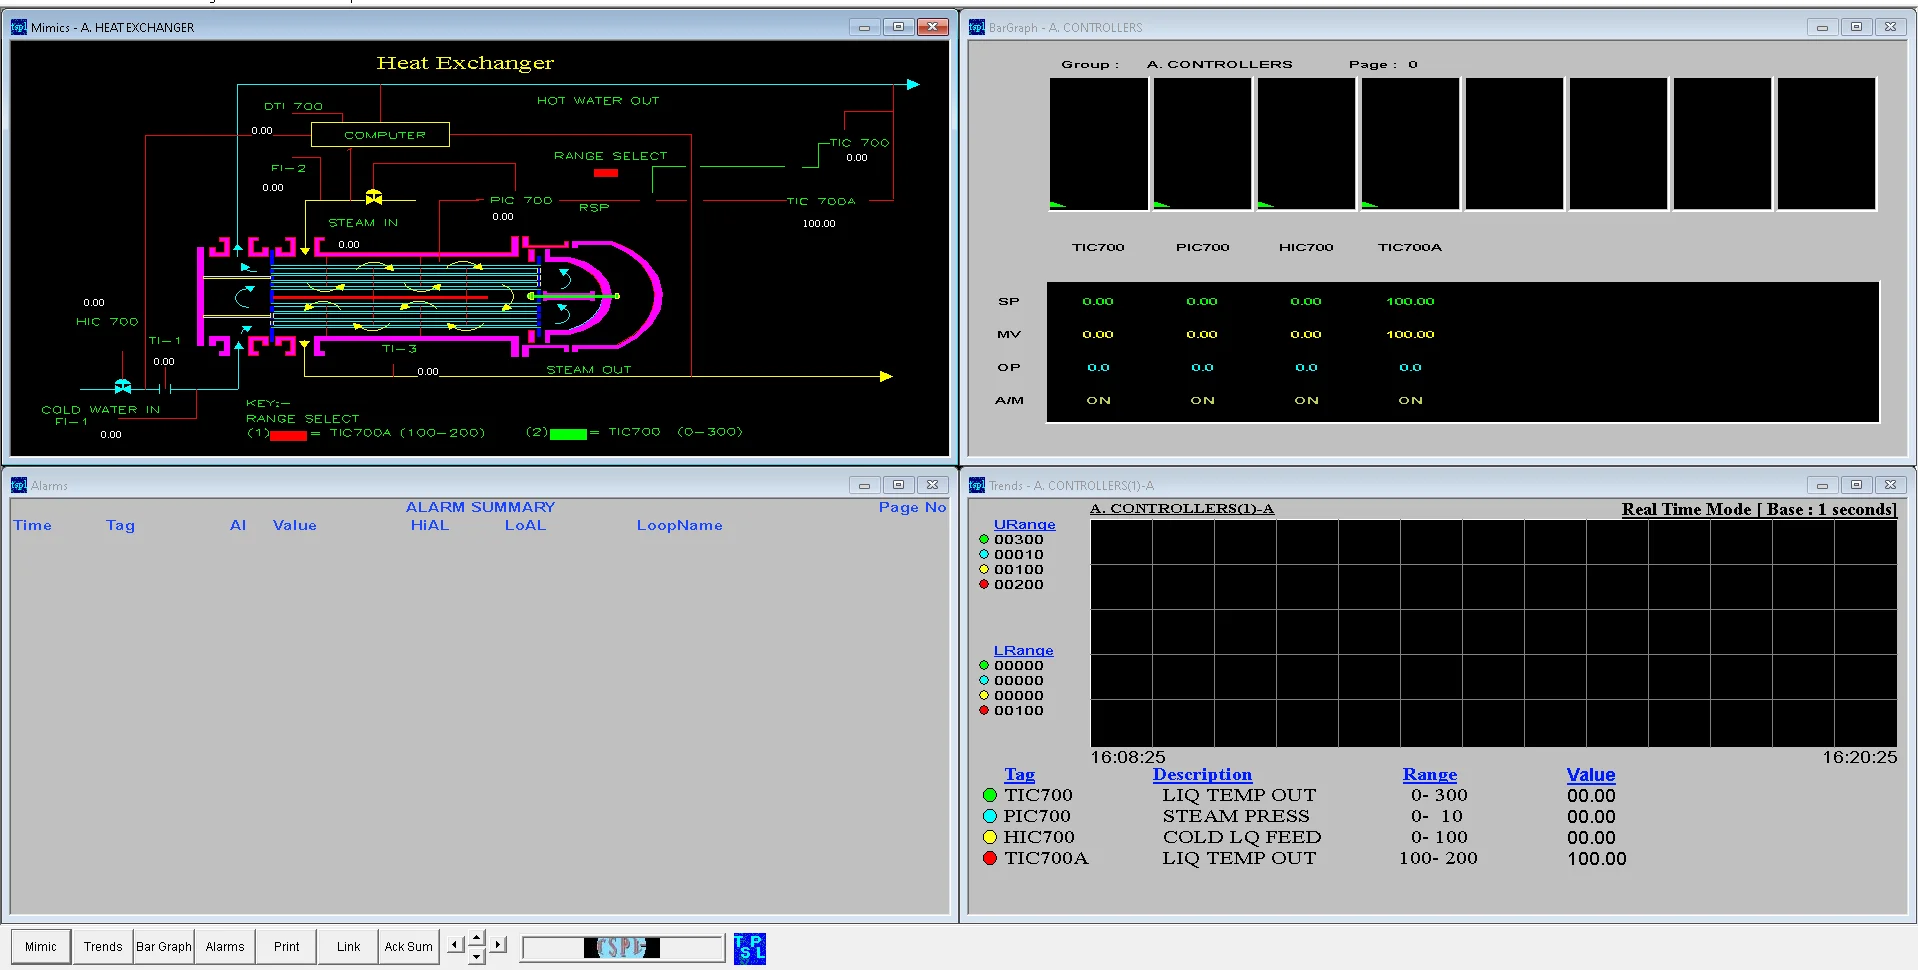 Mimics - A. HEAT EXCHANGER
Heat Exchanger
HOT WATER OUT
DTI 700
0.00
COMPUTER
TIC 700
0.00
RANGE SELECT
FI-2
0.00
PIC 700
0.00
RSP
TIC 700A
100.00
STEAM IN
0.00
0.00
HIC 700
TI-1
0.00
TI-3
0.00
STEAM OUT
COLD WATER IN
FI-1
0.00
KEY:-
RANGE SELECT
(1) = TIC700A (100-200) (2) = TIC700 (0-300)
BarGraph - A. CONTROLLERS
Group : A. CONTROLLERS Page : 0
TIC700 PIC700 HIC700 TIC700A
SP 0.00 0.00 0.00 100.00
MV 0.00 0.00 0.00 100.00
OP 0.0 0.0 0.0 0.0
A/M ON ON ON ON
Alarms
ALARM SUMMARY Page No
Time Tag Al Value HiAL LoAL LoopName
Trends - A. CONTROLLERS(1)-A
A. CONTROLLERS(1)-A Real Time Mode [ Base : 1 seconds]
URange
00300
00010
00100
00200
LRange
00000
00000
00000
00100
16:08:25 16:20:25
Tag Description Range Value
TIC700 LIQ TEMP OUT 0- 300 00.00
PIC700 STEAM PRESS 0- 10 00.00
HIC700 COLD LQ FEED 0- 100 00.00
TIC700A LIQ TEMP OUT 100- 200 100.00
Mimic Trends Bar Graph Alarms Print Link Ack Sum
T P
S L